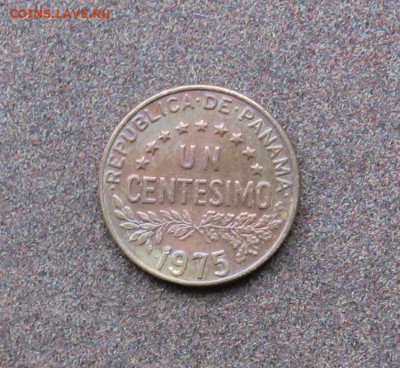 COINS.LAVE.RU
REPUBLICA·DE·PANAMA
UN
CENTESIMO
1975